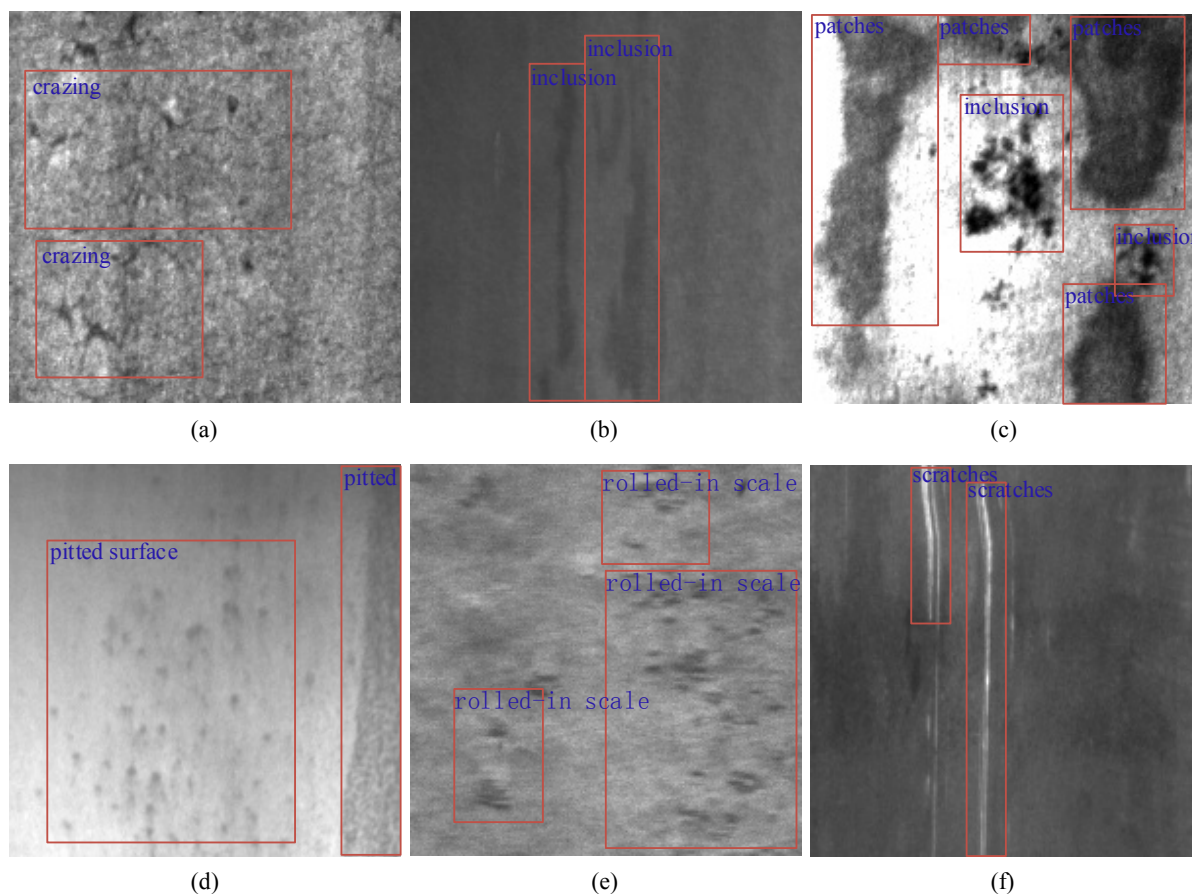 crazing
crazing
(a)
inclusion
inclusion
(b)
patches
patches
patches
inclusion
inclusion
patches
(c)
pitted surface
pitted
(d)
rolled-in scale
rolled-in scale
rolled-in scale
(e)
scratches
scratches
(f)